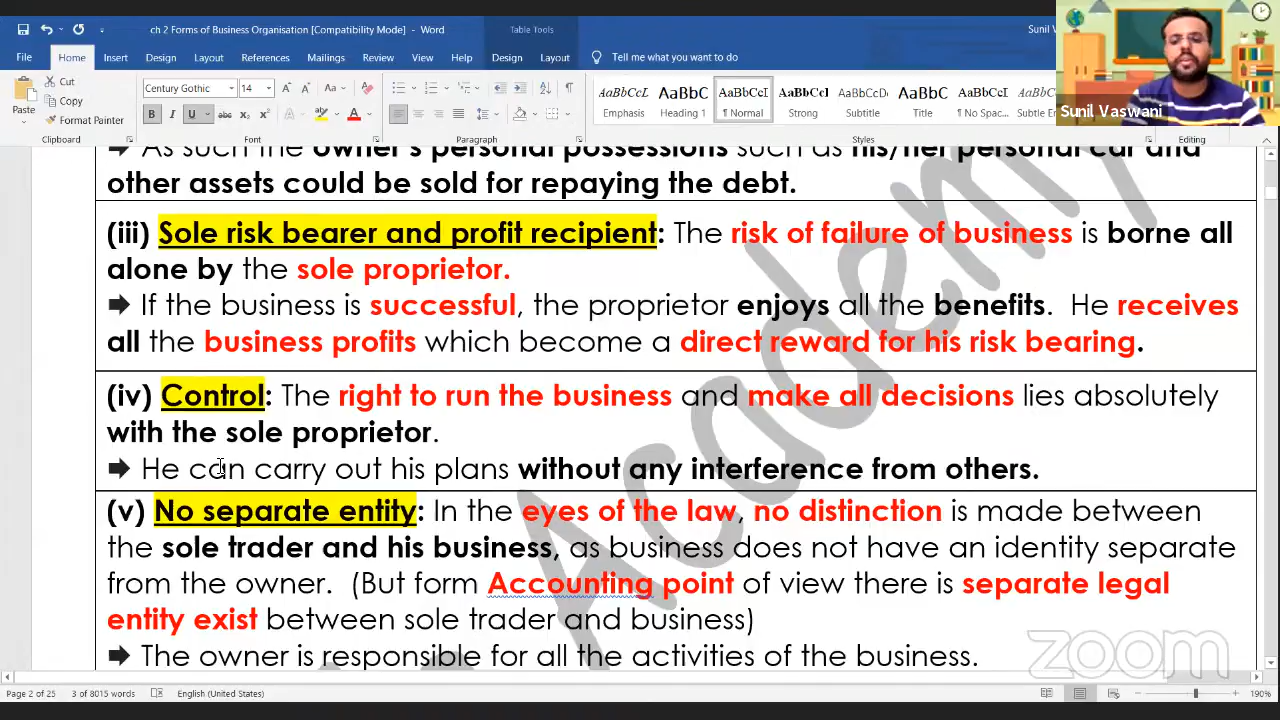 ch 2 Forms of Business Organisation [Compatibility Mode] - Word
Table Tools
Sunil V
File Home Insert Design Layout References Mailings Review View Help Design Layout Tell me what you want to do
Paste
Cut
Copy
Format Painter
Century Gothic 14
AaBbCcL AaBbC AaBbCcI AaBbCcI AaBbCcDc AaBbC AaBbCcI
Emphasis Heading 1 ¶ Normal Strong Subtitle Title ¶ No Spac...
Clipboard Font Paragraph Styles Editing
Sunil Vaswani
➡ As such the owner's personal possessions such as his/her personal car and
other assets could be sold for repaying the debt.
(iii) Sole risk bearer and profit recipient: The risk of failure of business is borne all
alone by the sole proprietor.
➡ If the business is successful, the proprietor enjoys all the benefits. He receives
all the business profits which become a direct reward for his risk bearing.
(iv) Control: The right to run the business and make all decisions lies absolutely
with the sole proprietor.
➡ He can carry out his plans without any interference from others.
(v) No separate entity: In the eyes of the law, no distinction is made between
the sole trader and his business, as business does not have an identity separate
from the owner. (But form Accounting point of view there is separate legal
entity exist between sole trader and business)
➡ The owner is responsible for all the activities of the business.
Academy
zoom
Page 2 of 25 3 of 8015 words English (United States) 190%